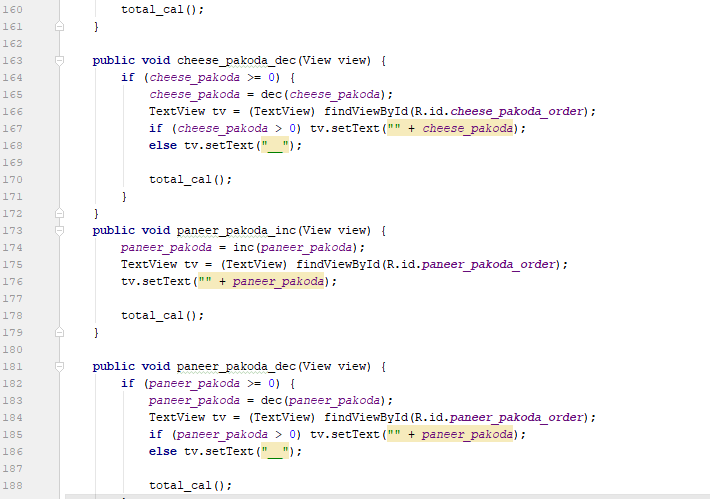 160 total_cal();
161 }
162
163 public void cheese_pakoda_dec(View view) {
164 if (cheese_pakoda >= 0) {
165 cheese_pakoda = dec(cheese_pakoda);
166 TextView tv = (TextView) findViewById(R.id.cheese_pakoda_order);
167 if (cheese_pakoda > 0) tv.setText("" + cheese_pakoda);
168 else tv.setText("__");
169
170 total_cal();
171 }
172 }
173 public void paneer_pakoda_inc(View view) {
174 paneer_pakoda = inc(paneer_pakoda);
175 TextView tv = (TextView) findViewById(R.id.paneer_pakoda_order);
176 tv.setText("" + paneer_pakoda);
177
178 total_cal();
179 }
180
181 public void paneer_pakoda_dec(View view) {
182 if (paneer_pakoda >= 0) {
183 paneer_pakoda = dec(paneer_pakoda);
184 TextView tv = (TextView) findViewById(R.id.paneer_pakoda_order);
185 if (paneer_pakoda > 0) tv.setText("" + paneer_pakoda);
186 else tv.setText("__");
187
188 total_cal();